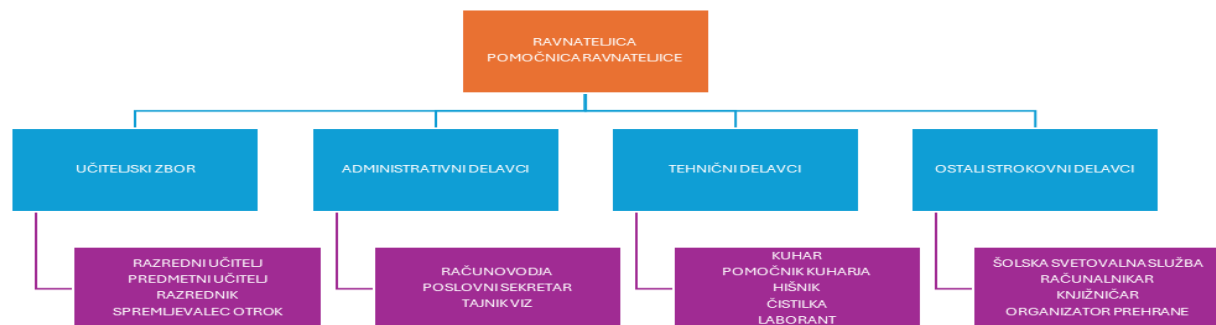 RAVNATELJICA
POMOČNICA RAVNATELJICE
UČITELJSKI ZBOR
ADMINISTRATIVNI DELAVCI
TEHNIČNI DELAVCI
OSTALI STROKOVNI DELAVCI
RAZREDNI UČITELJ
PREDMETNI UČITELJ
RAZREDNIK
SPREMLJEVALEC OTROK
RAČUNOVODJA
POSLOVNI SEKRETAR
TAJNIK VIZ
KUHAR
POMOČNIK KUHARJA
HIŠNIK
ČISTILKA
LABORANT
ŠOLSKA SVETOVALNA SLUŽBA
RAČUNALNIKAR
KNJIŽNIČAR
ORGANIZATOR PREHRANE